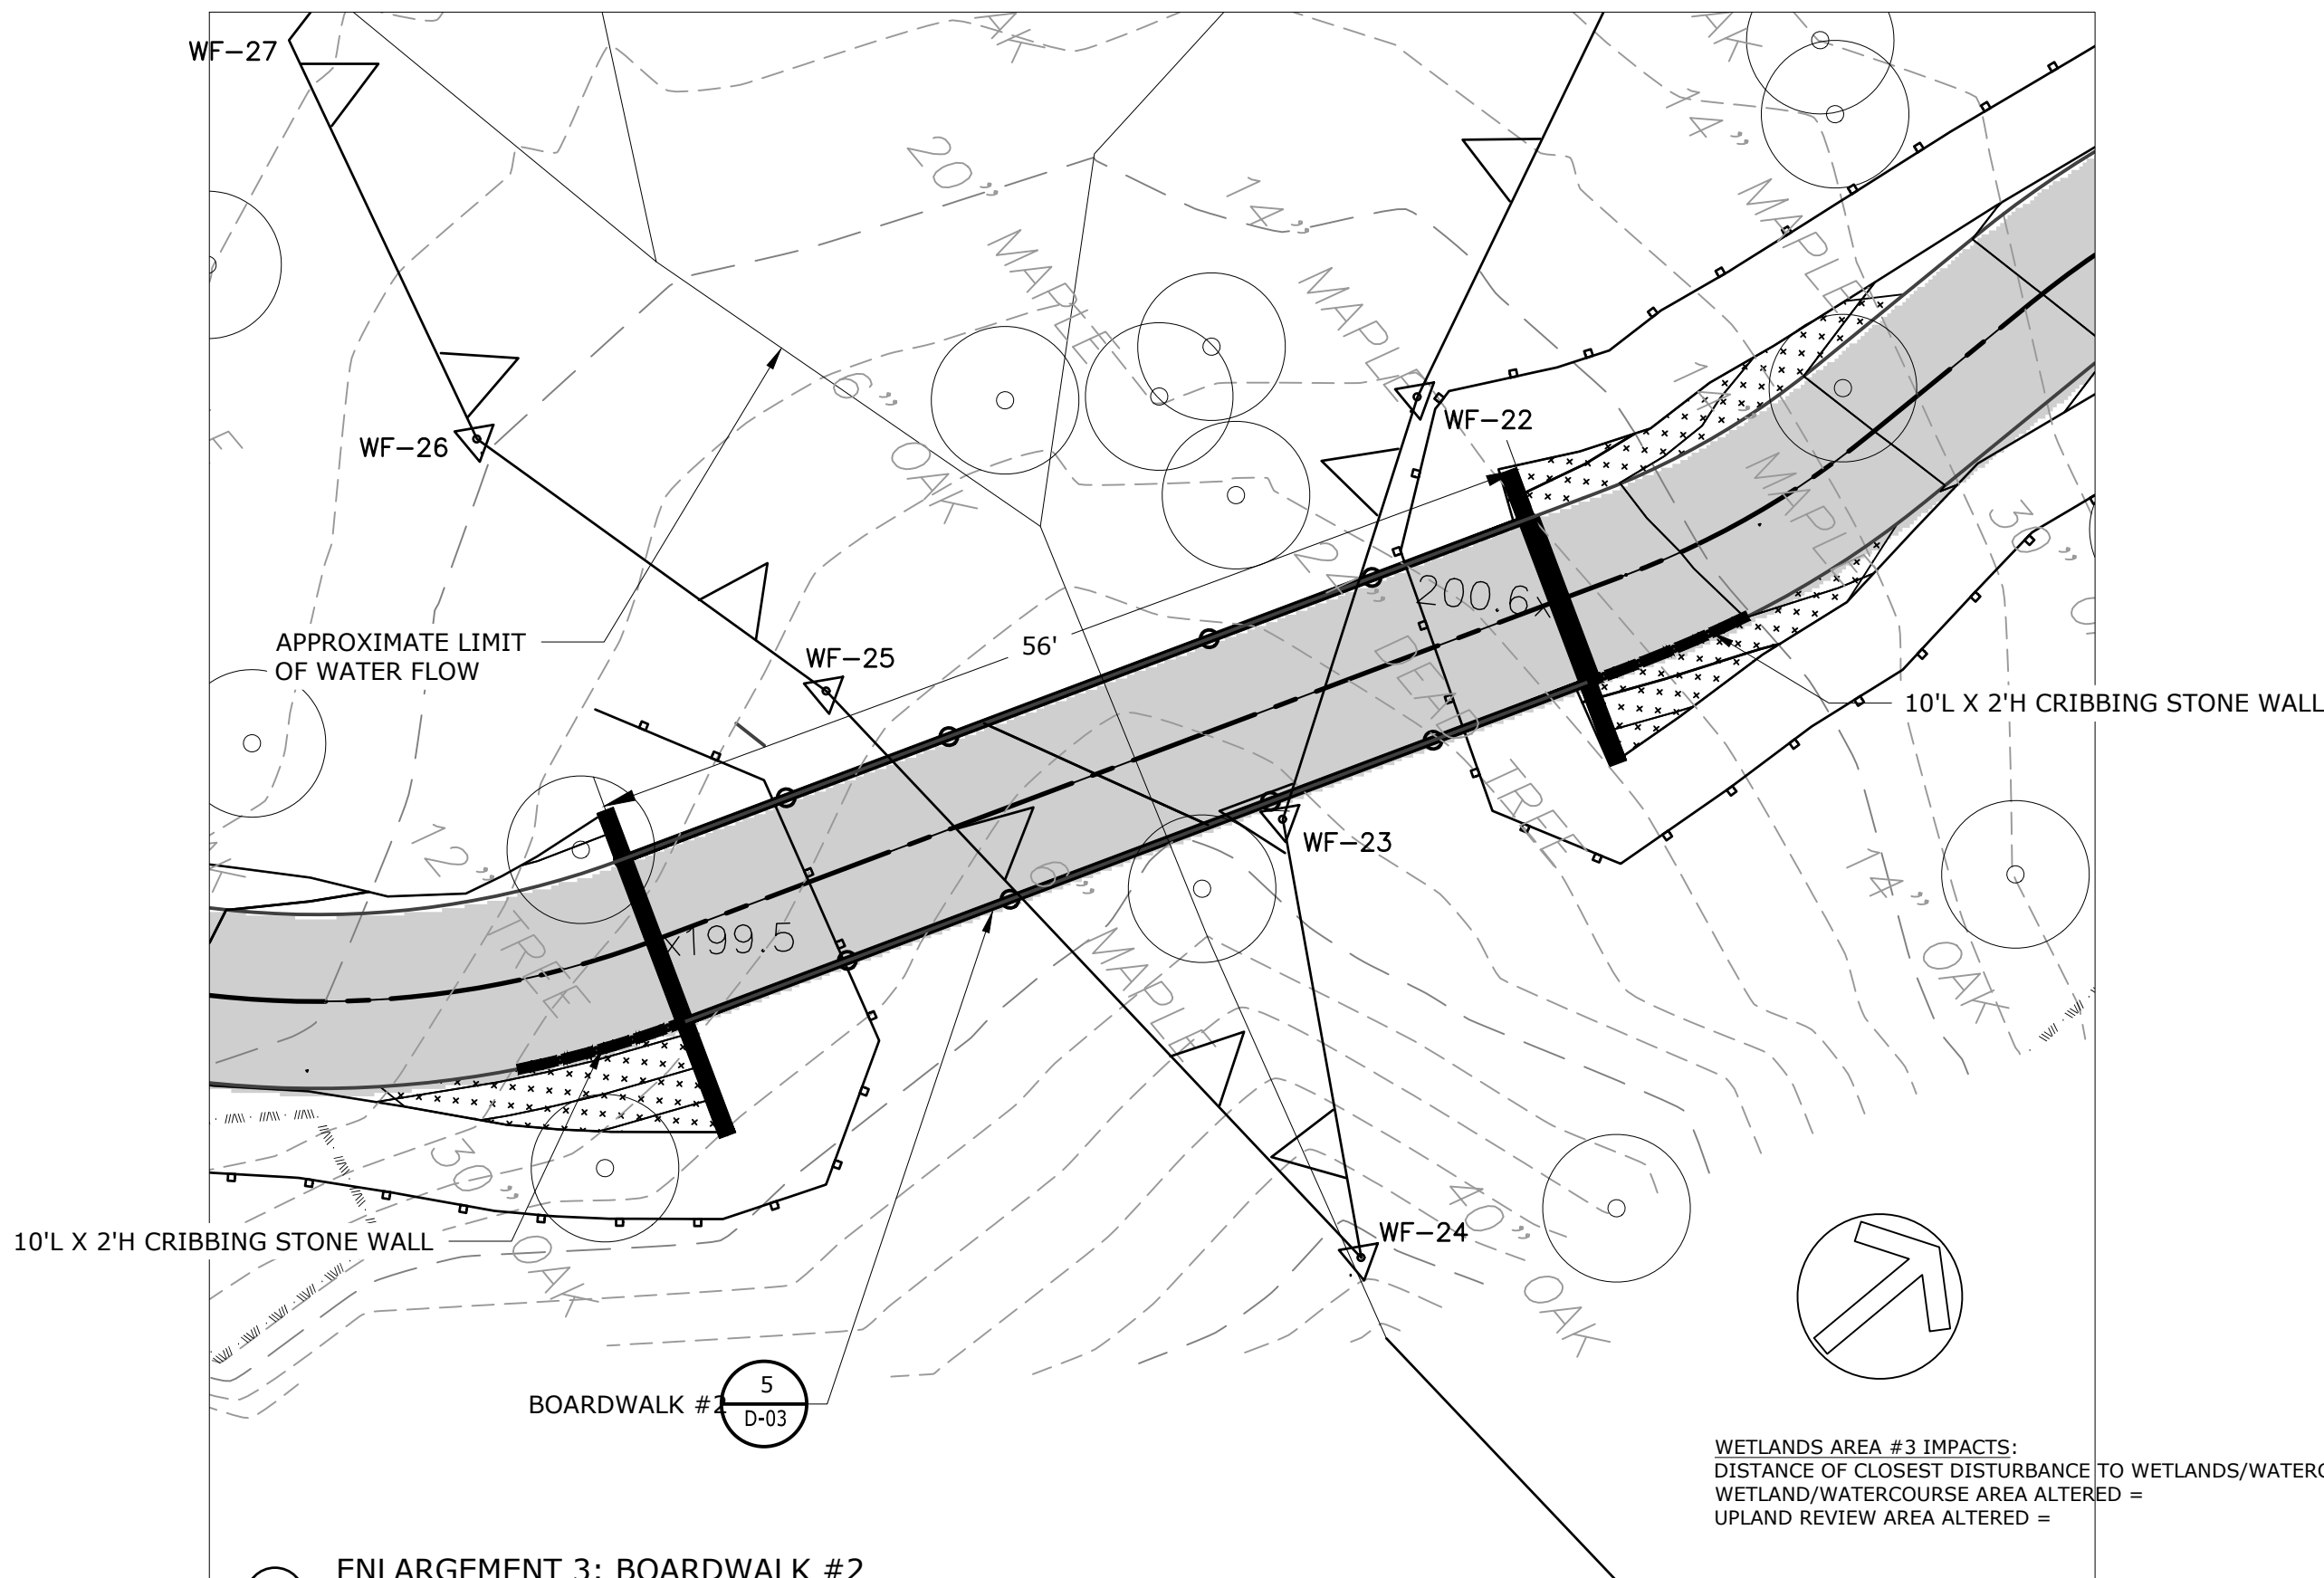 WF-27
OAK
OAK
20" MAPLE
14" MAPLE
14" MAPLE
6" OAK
WF-26
WF-22
14" MAPLE
30" O
24" DEAD TREE
200.6x
APPROXIMATE LIMIT
OF WATER FLOW
56'
WF-25
10'L X 2'H CRIBBING STONE WALL
WF-23
12" TREE
6" MAPLE
14" OAK
x199.5
30" OAK
10'L X 2'H CRIBBING STONE WALL
WF-24
40" OAK
BOARDWALK #2
5
D-03
WETLANDS AREA #3 IMPACTS:
DISTANCE OF CLOSEST DISTURBANCE TO WETLANDS/WATERC
WETLAND/WATERCOURSE AREA ALTERED =
UPLAND REVIEW AREA ALTERED =
ENLARGEMENT 3: BOARDWALK #2